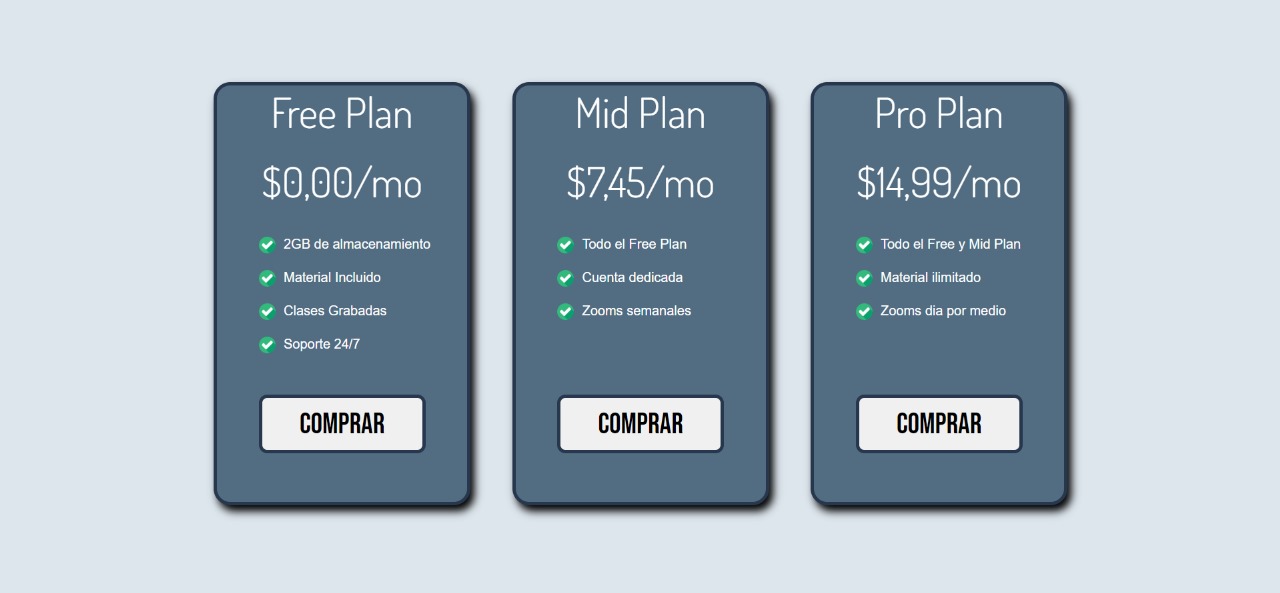 Free Plan
$0,00/mo
2GB de almacenamiento
Material Incluido
Clases Grabadas
Soporte 24/7
COMPRAR
Mid Plan
$7,45/mo
Todo el Free Plan
Cuenta dedicada
Zooms semanales
COMPRAR
Pro Plan
$14,99/mo
Todo el Free y Mid Plan
Material ilimitado
Zooms dia por medio
COMPRAR